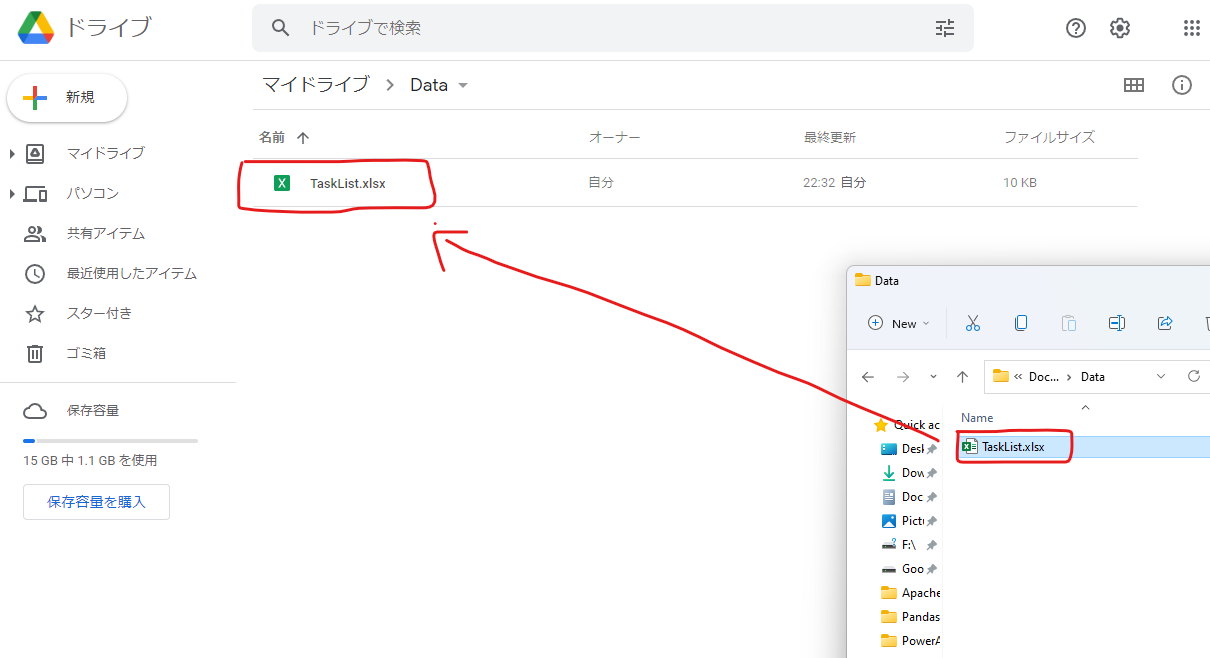 ドライブ
ドライブで検索
新規
マイドライブ
パソコン
共有アイテム
最近使用したアイテム
スター付き
ゴミ箱
保存容量
15 GB 中 1.1 GB を使用
保存容量を購入
マイドライブ Data
名前 オーナー 最終更新 ファイルサイズ
TaskList.xlsx 自分 22:32 自分 10 KB
Data
New
« Doc... › Data
Name
Quick ac
TaskList.xlsx
Desk
Dow
Doc
Pictu
F:\
Goo
Apache
Pandas
PowerA